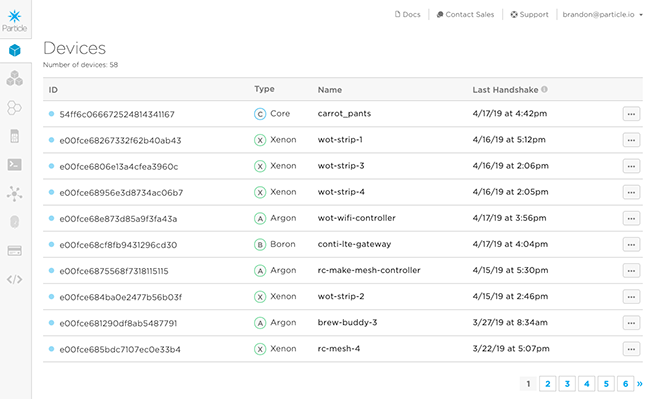 Particle
Docs Contact Sales Support brandon@particle.io
Devices
Number of devices: 58
ID Type Name Last Handshake
54ff6c066672524814341167 C Core carrot_pants 4/17/19 at 4:42pm ...
e00fce68267332f62b40ab43 X Xenon wot-strip-1 4/16/19 at 5:12pm ...
e00fce6806e13a4cfea3960c X Xenon wot-strip-3 4/16/19 at 2:06pm ...
e00fce68956e3d8734ac06b7 X Xenon wot-strip-4 4/16/19 at 2:05pm ...
e00fce68e873d85a9f3fa43a A Argon wot-wifi-controller 4/17/19 at 3:56pm ...
e00fce68cf8fb9431296cd30 B Boron conti-lte-gateway 4/17/19 at 4:04pm ...
e00fce6875568f7318115115 A Argon rc-make-mesh-controller 4/15/19 at 5:30pm ...
e00fce684ba0e2477b56b03f X Xenon wot-strip-2 4/15/19 at 2:46pm ...
e00fce681290df8ab5487791 A Argon brew-buddy-3 3/27/19 at 8:34am ...
e00fce685bdc7107ec0e33b4 X Xenon rc-mesh-4 3/22/19 at 5:07pm ...
1 2 3 4 5 6 »